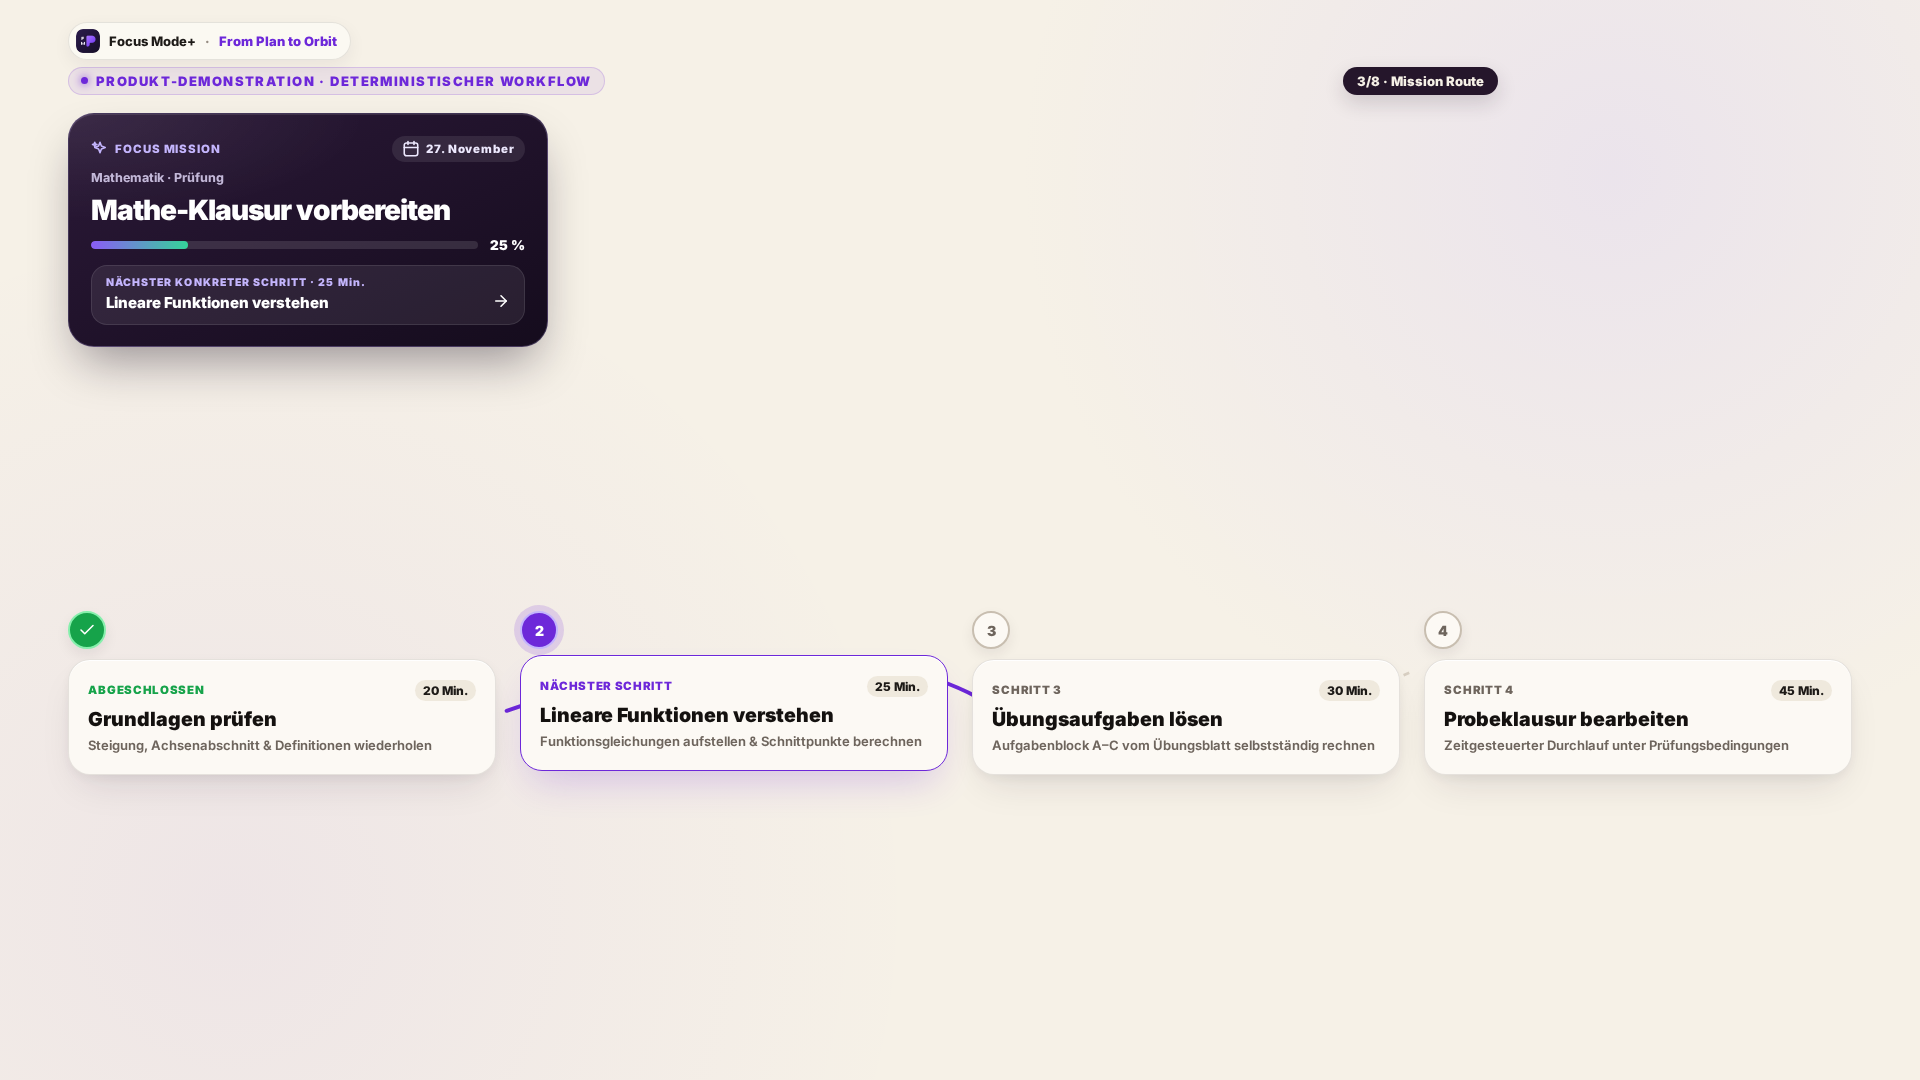 Focus Mode+ · From Plan to Orbit
PRODUKT-DEMONSTRATION · DETERMINISTISCHER WORKFLOW
3/8 · Mission Route
FOCUS MISSION
27. November
Mathematik · Prüfung
Mathe-Klausur vorbereiten
25 %
NÄCHSTER KONKRETER SCHRITT · 25 Min.
Lineare Funktionen verstehen
ABGESCHLOSSEN
20 Min.
Grundlagen prüfen
Steigung, Achsenabschnitt & Definitionen wiederholen
2
NÄCHSTER SCHRITT
25 Min.
Lineare Funktionen verstehen
Funktionsgleichungen aufstellen & Schnittpunkte berechnen
3
SCHRITT 3
30 Min.
Übungsaufgaben lösen
Aufgabenblock A–C vom Übungsblatt selbstständig rechnen
4
SCHRITT 4
45 Min.
Probeklausur bearbeiten
Zeitgesteuerter Durchlauf unter Prüfungsbedingungen